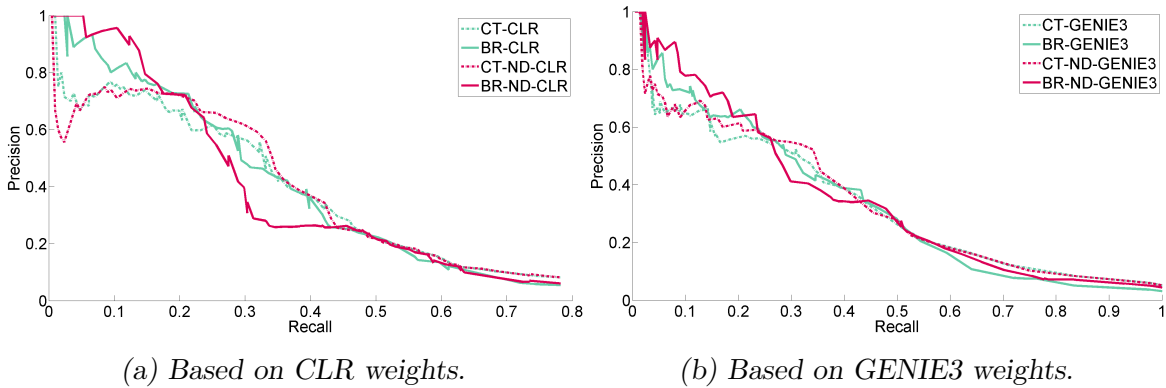 1
0.8
0.6
0.4
0.2
0
Precision
0 0.1 0.2 0.3 0.4 0.5 0.6 0.7 0.8
Recall
CT-CLR
BR-CLR
CT-ND-CLR
BR-ND-CLR
(a) Based on CLR weights.
1
0.8
0.6
0.4
0.2
0
Precision
0 0.1 0.2 0.3 0.4 0.5 0.6 0.7 0.8 0.9 1
Recall
CT-GENIE3
BR-GENIE3
CT-ND-GENIE3
BR-ND-GENIE3
(b) Based on GENIE3 weights.